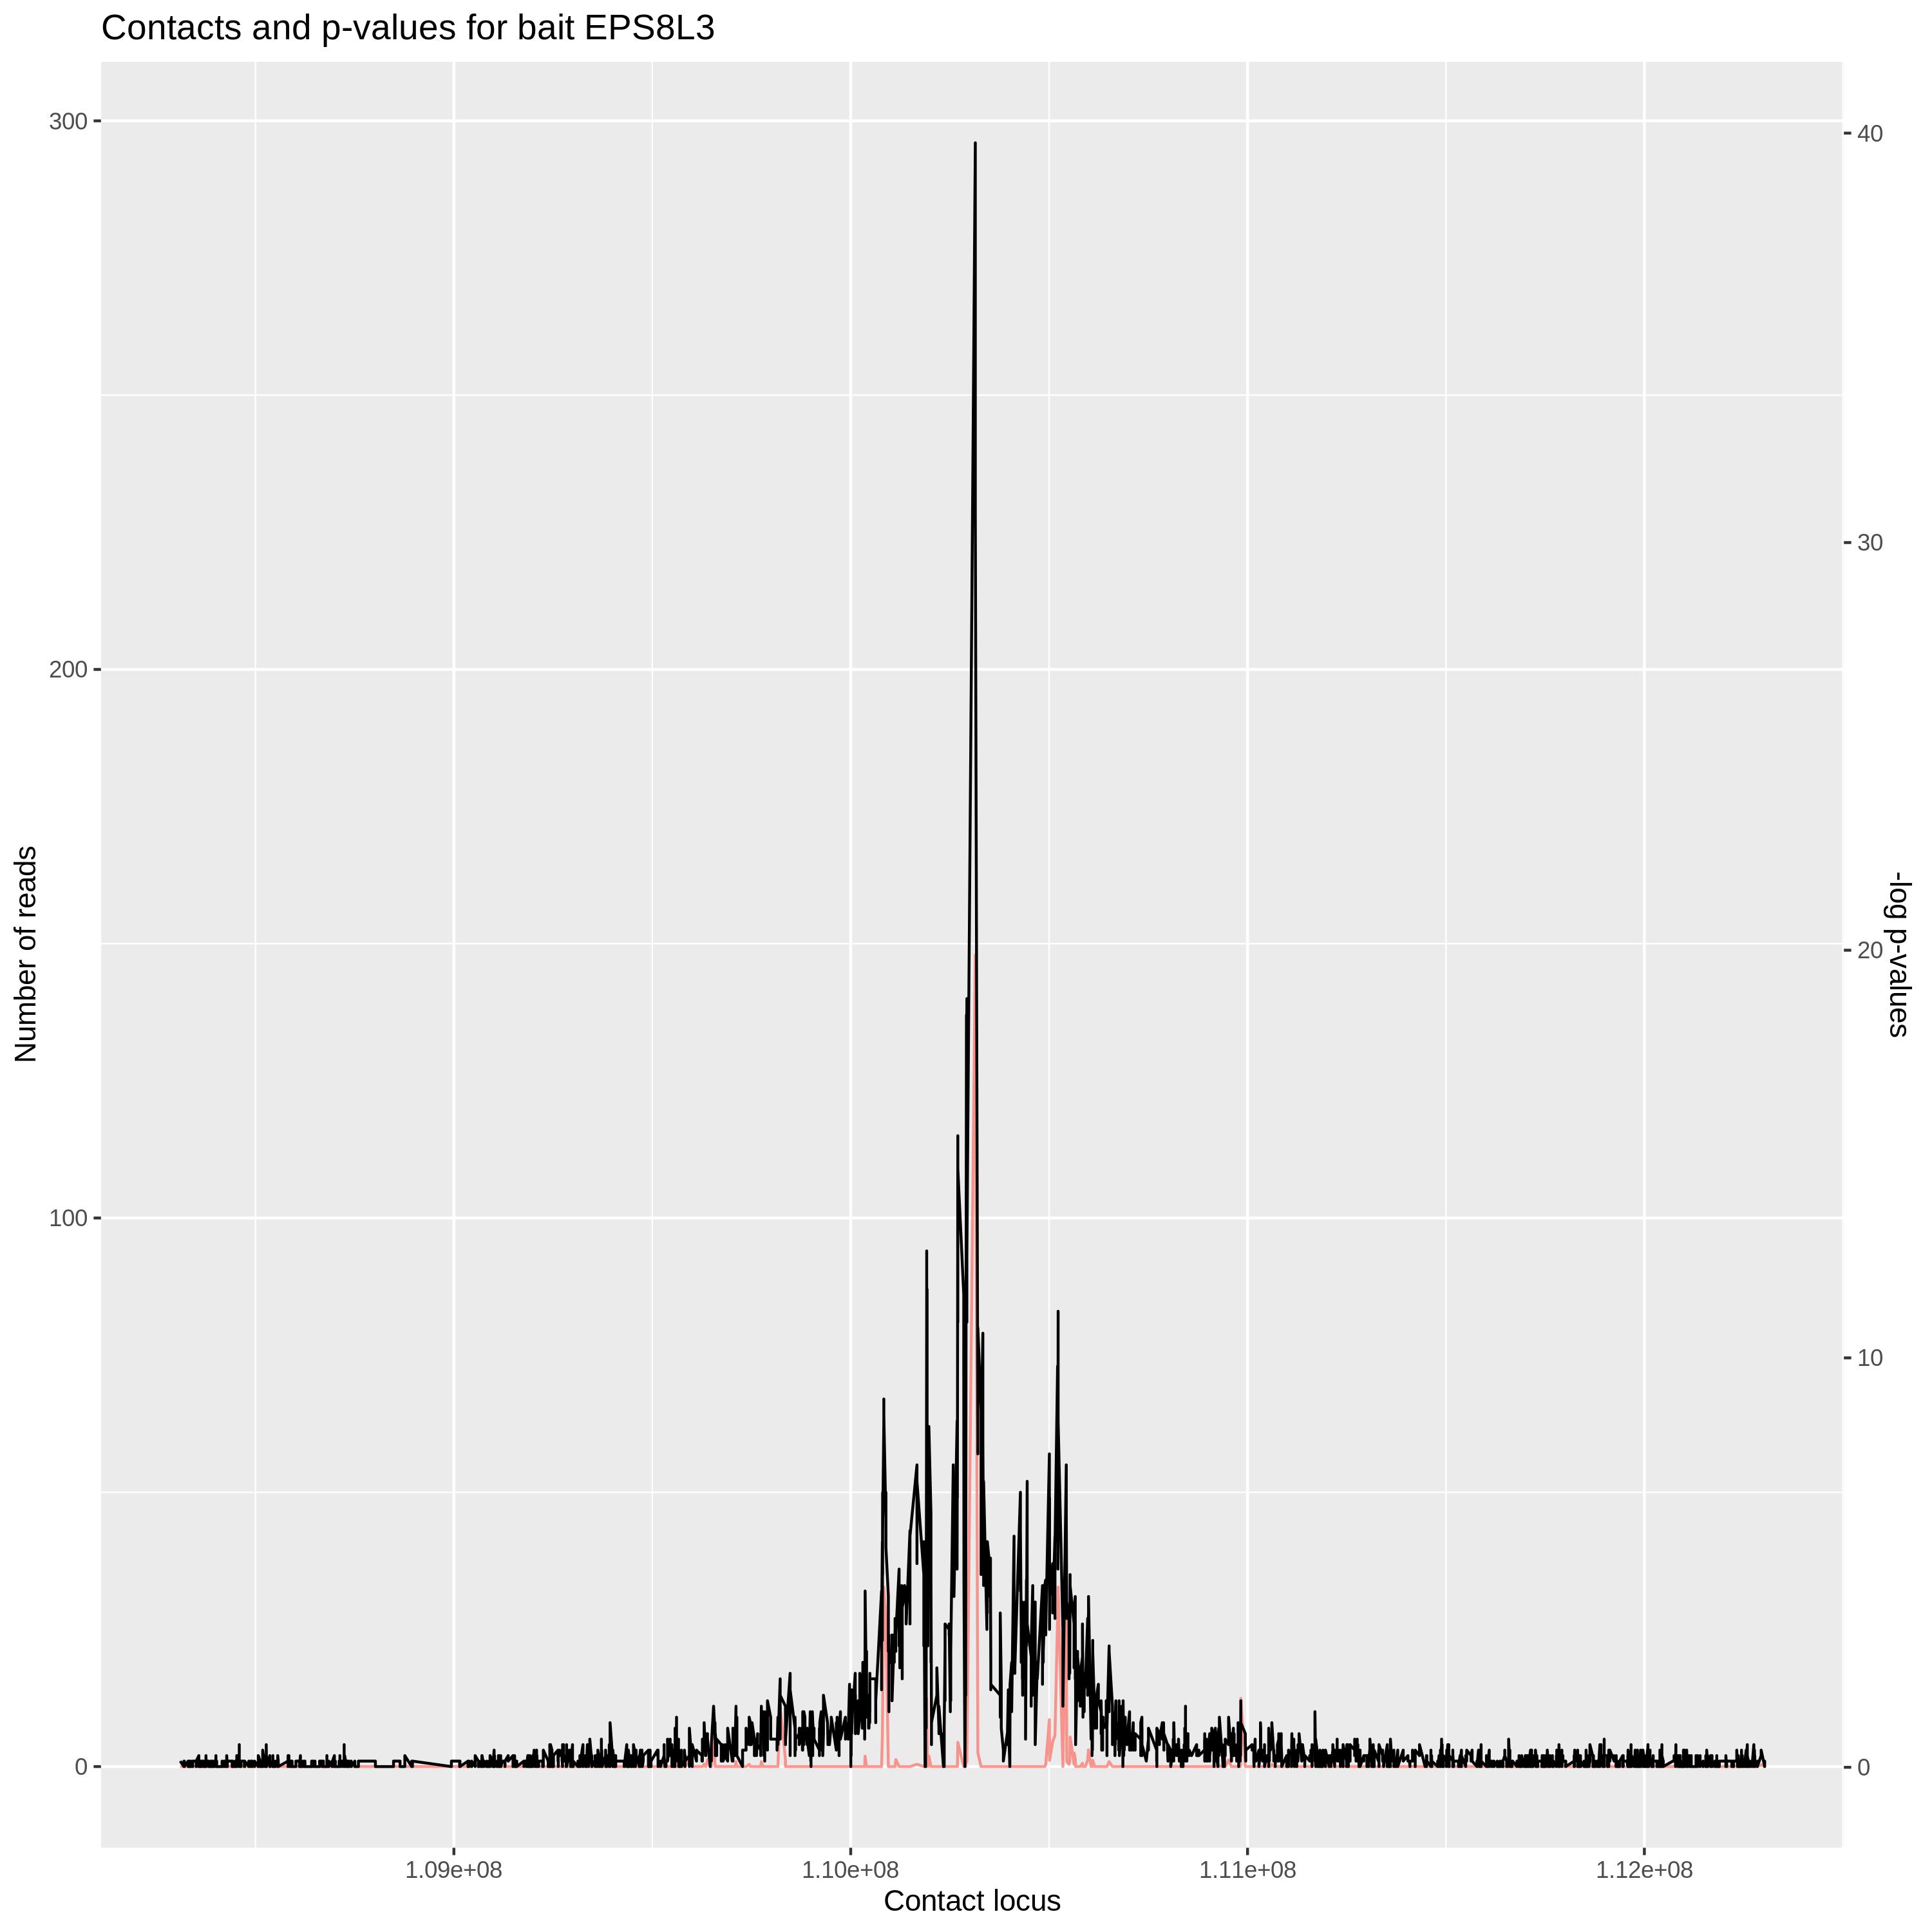 Contacts and p-values for bait EPS8L3
300
200
100
0
Number of reads
40
30
20
10
0
-log p-values
1.09e+08
1.10e+08
1.11e+08
1.12e+08
Contact locus